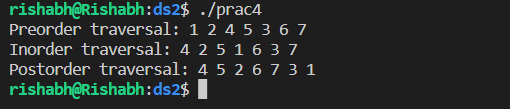 rishabh@Rishabh:ds2$ ./prac4
Preorder traversal: 1 2 4 5 3 6 7
Inorder traversal: 4 2 5 1 6 3 7
Postorder traversal: 4 5 2 6 7 3 1
rishabh@Rishabh:ds2$